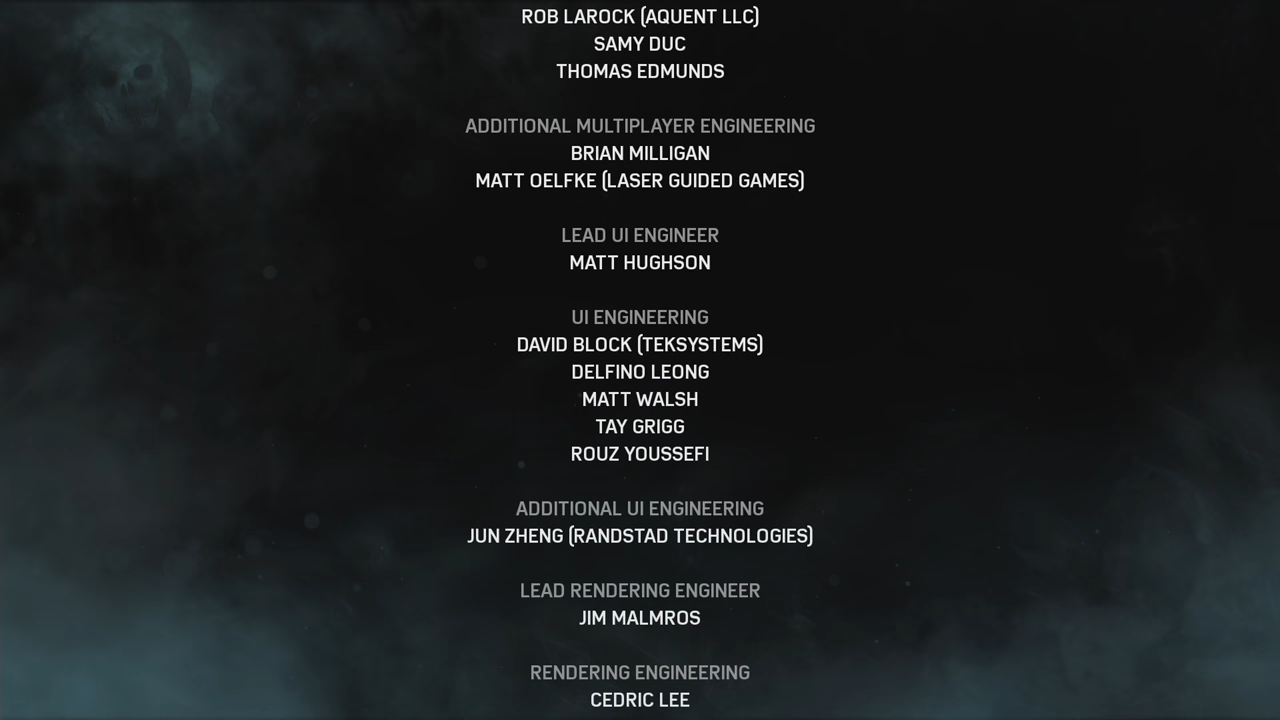 ROB LAROCK (AQUENT LLC)
SAMY DUC
THOMAS EDMUNDS
ADDITIONAL MULTIPLAYER ENGINEERING
BRIAN MILLIGAN
MATT OELFKE (LASER GUIDED GAMES)
LEAD UI ENGINEER
MATT HUGHSON
UI ENGINEERING
DAVID BLOCK (TEKSYSTEMS)
DELFINO LEONG
MATT WALSH
TAY GRIGG
ROUZ YOUSSEFI
ADDITIONAL UI ENGINEERING
JUN ZHENG (RANDSTAD TECHNOLOGIES)
LEAD RENDERING ENGINEER
JIM MALMROS
RENDERING ENGINEERING
CEDRIC LEE